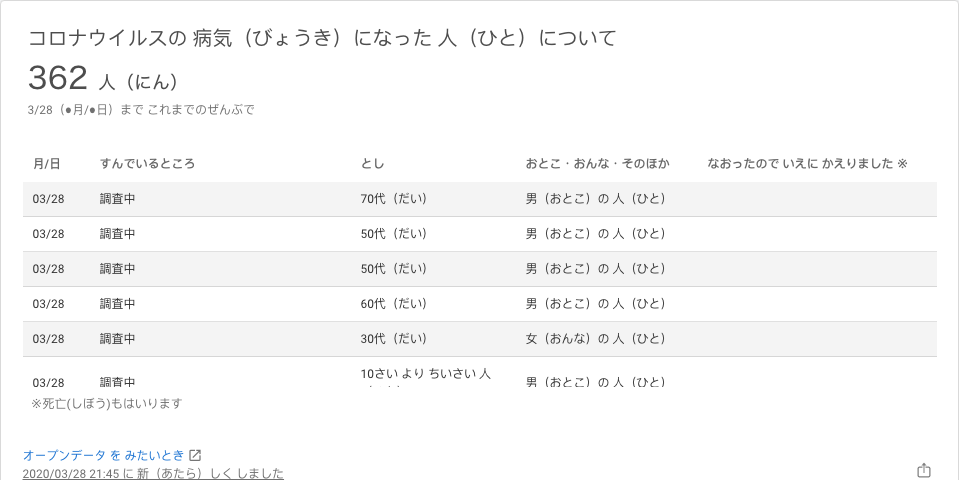 コロナウイルスの 病気（びょうき）になった 人（ひと）について
362 人（にん）
3/28（●月/●日）まで これまでのぜんぶで
月/日 すんでいるところ とし おとこ・おんな・そのほか なおったので いえに かえりました ※
03/28 調査中 70代（だい） 男（おとこ）の 人（ひと）
03/28 調査中 50代（だい） 男（おとこ）の 人（ひと）
03/28 調査中 50代（だい） 男（おとこ）の 人（ひと）
03/28 調査中 60代（だい） 男（おとこ）の 人（ひと）
03/28 調査中 30代（だい） 女（おんな）の 人（ひと）
03/28 調査中 10さい より ちいさい 人 男（おとこ）の 人（ひと）
※死亡(しぼう)もはいります
オープンデータ を みたいとき
2020/03/28 21:45 に 新（あたら）しく しました